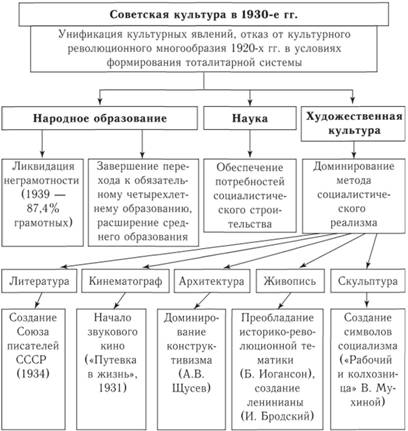 Советская культура в 1930-е гг.
Унификация культурных явлений, отказ от культурного
революционного многообразия 1920-х гг. в условиях
формирования тоталитарной системы
Народное образование
Наука
Художественная
культура
Ликвидация
неграмотности
(1939 —
87,4%
грамотных)
Завершение пере-
хода к обязатель-
ному четырехлет-
нему образованию,
расширение сред-
него образования
Обеспечение
потребностей
социалистиче-
ского строи-
тельства
Доминирование
метода
социалистиче-
ского
реализма
Литература
Кинематограф
Архитектура
Живопись
Скульптура
Создание
Союза
писателей
СССР
(1934)
Начало
звукового
кино
(«Путевка
в жизнь»,
1931)
Доминиро-
вание
конструк-
тивизма
(А.В.
Щусев)
Преобладание
историко-рево-
люционной те-
матики
(Б. Иогансон),
создание
ленинианы
(И. Бродский)
Создание
символов
социализма
(«Рабочий
и колхозни-
ца» В. Му-
хиной)